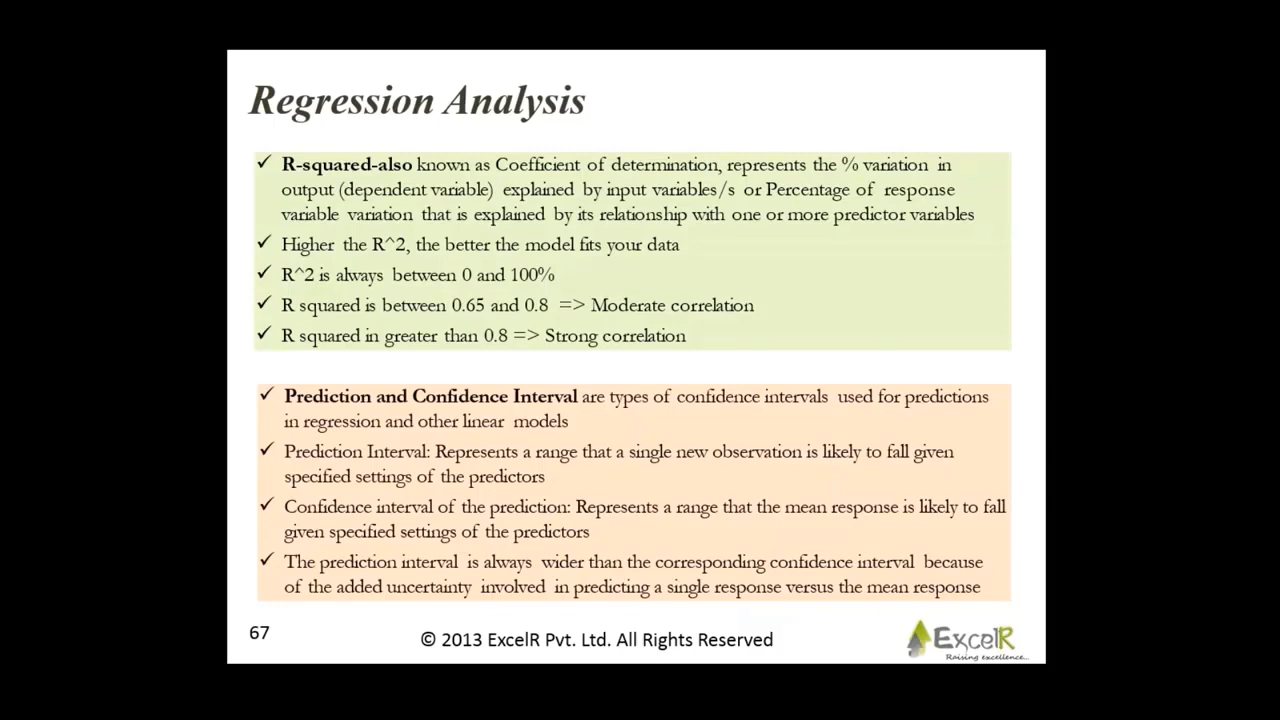 Regression Analysis
✓ R-squared-also known as Coefficient of determination, represents the % variation in
output (dependent variable) explained by input variables/s or Percentage of response
variable variation that is explained by its relationship with one or more predictor variables
✓ Higher the R^2, the better the model fits your data
✓ R^2 is always between 0 and 100%
✓ R squared is between 0.65 and 0.8 => Moderate correlation
✓ R squared in greater than 0.8 => Strong correlation
✓ Prediction and Confidence Interval are types of confidence intervals used for predictions
in regression and other linear models
✓ Prediction Interval: Represents a range that a single new observation is likely to fall given
specified settings of the predictors
✓ Confidence interval of the prediction: Represents a range that the mean response is likely to fall
given specified settings of the predictors
✓ The prediction interval is always wider than the corresponding confidence interval because
of the added uncertainty involved in predicting a single response versus the mean response
67
© 2013 ExcelR Pvt. Ltd. All Rights Reserved
ExcelR
Raising excellence...